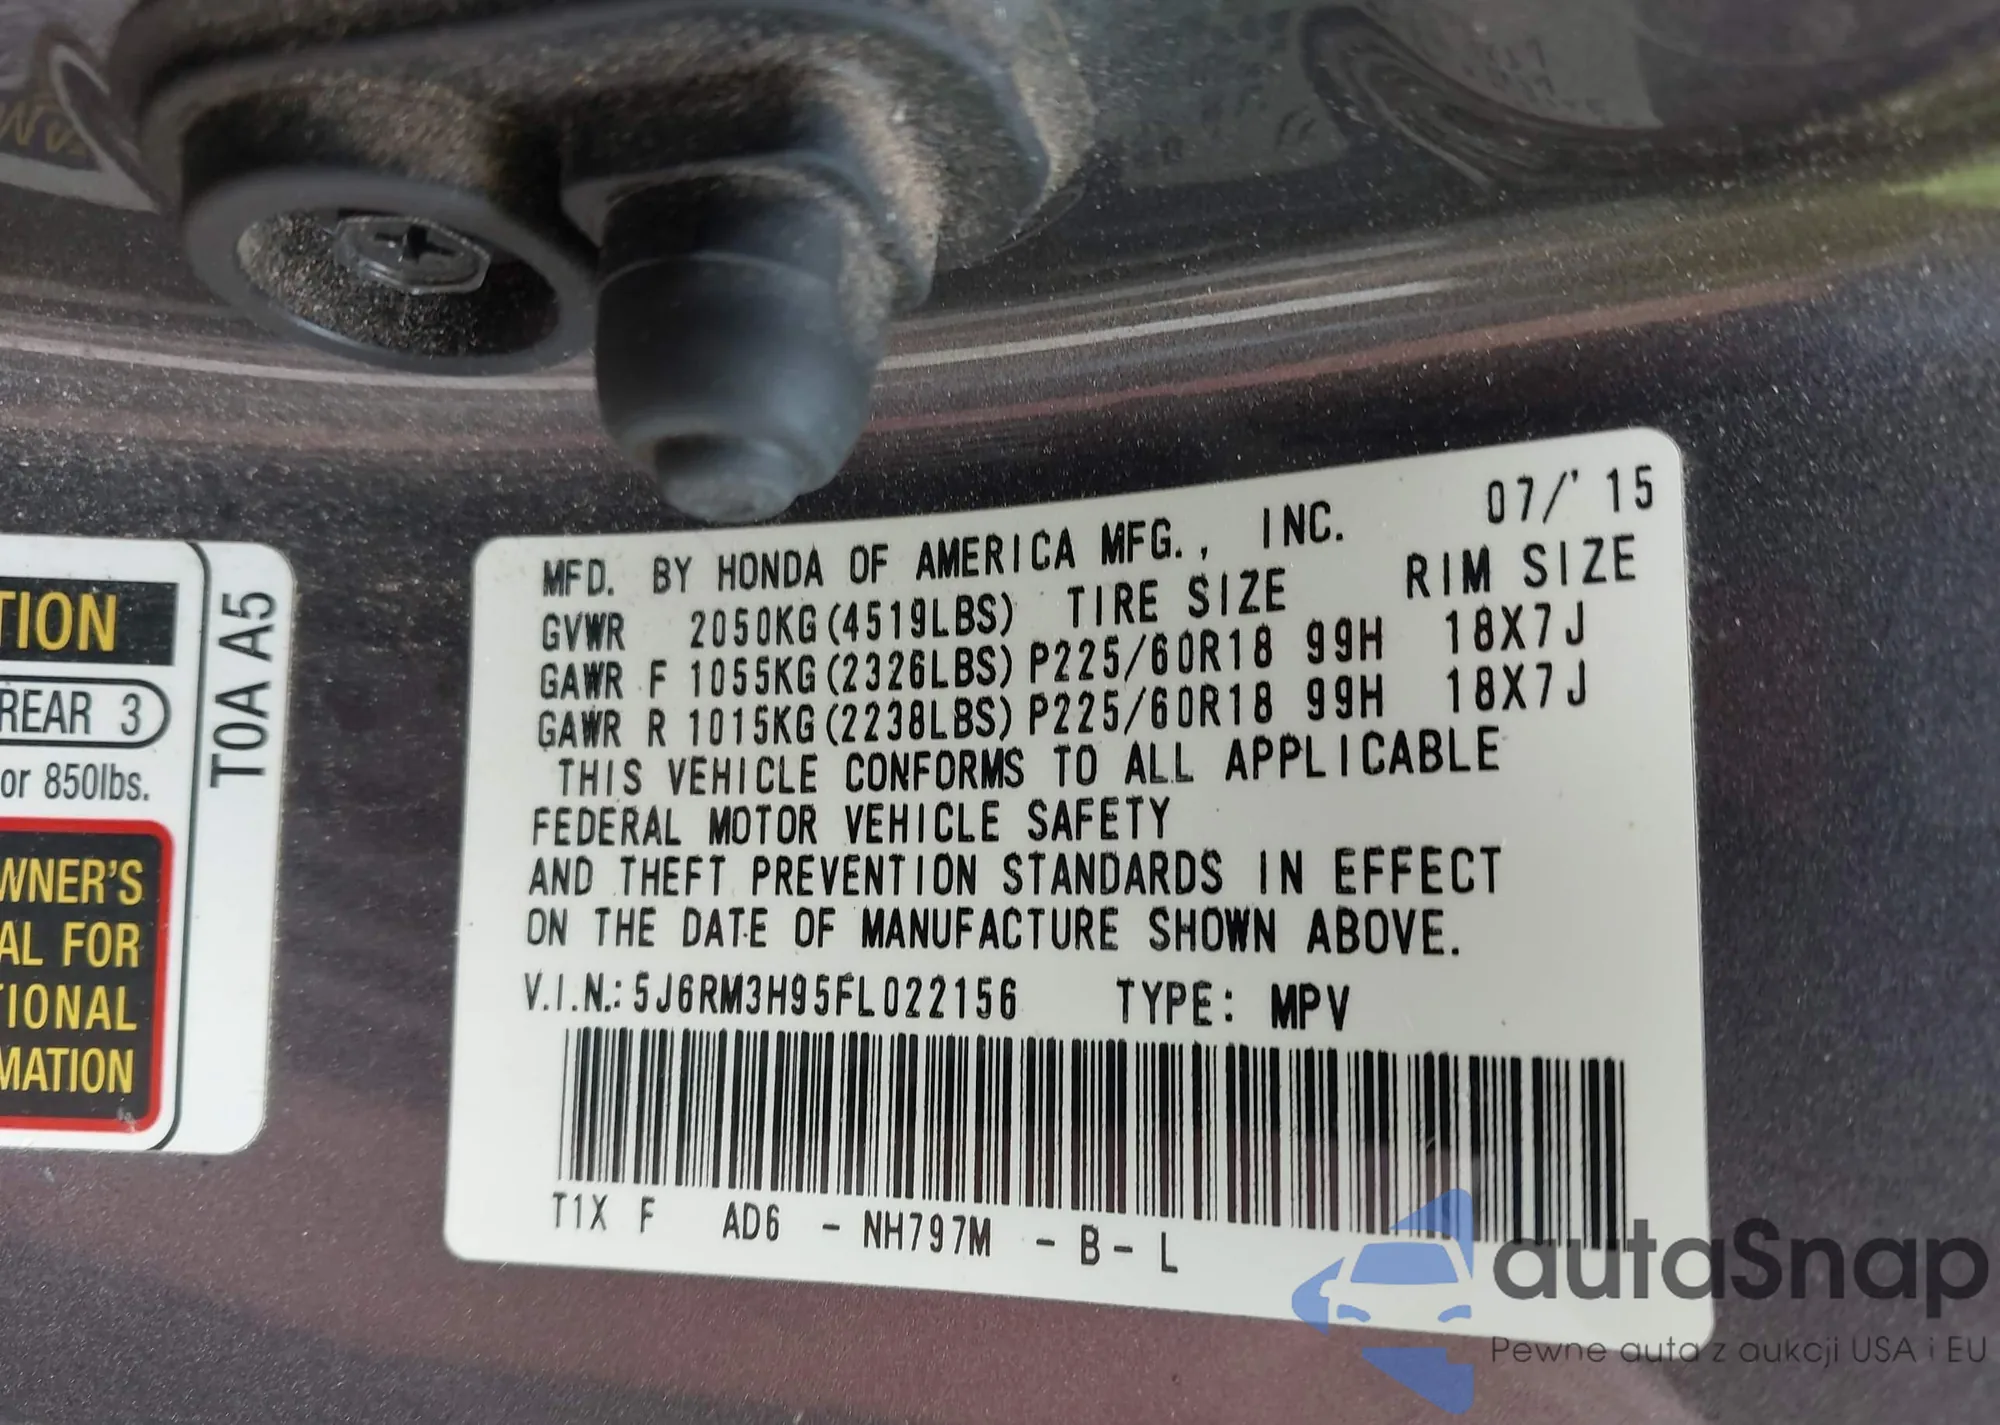 MFD. BY HONDA OF AMERICA MFG., INC. 07/'15
GVWR 2050KG(4519LBS) TIRE SIZE RIM SIZE
GAWR F 1055KG(2326LBS) P225/60R18 99H 18X7J
GAWR R 1015KG(2238LBS) P225/60R18 99H 18X7J
THIS VEHICLE CONFORMS TO ALL APPLICABLE
FEDERAL MOTOR VEHICLE SAFETY
AND THEFT PREVENTION STANDARDS IN EFFECT
ON THE DATE OF MANUFACTURE SHOWN ABOVE.
V.I.N.: 5J6RM3H95FL022156 TYPE: MPV
T1X F AD6 - NH797M - B - L
TION
REAR 3
or 850lbs.
WNER'S
AL FOR
TIONAL
MATION
T0A A5
autaSnap
Pewne auta z aukcji USA i EU